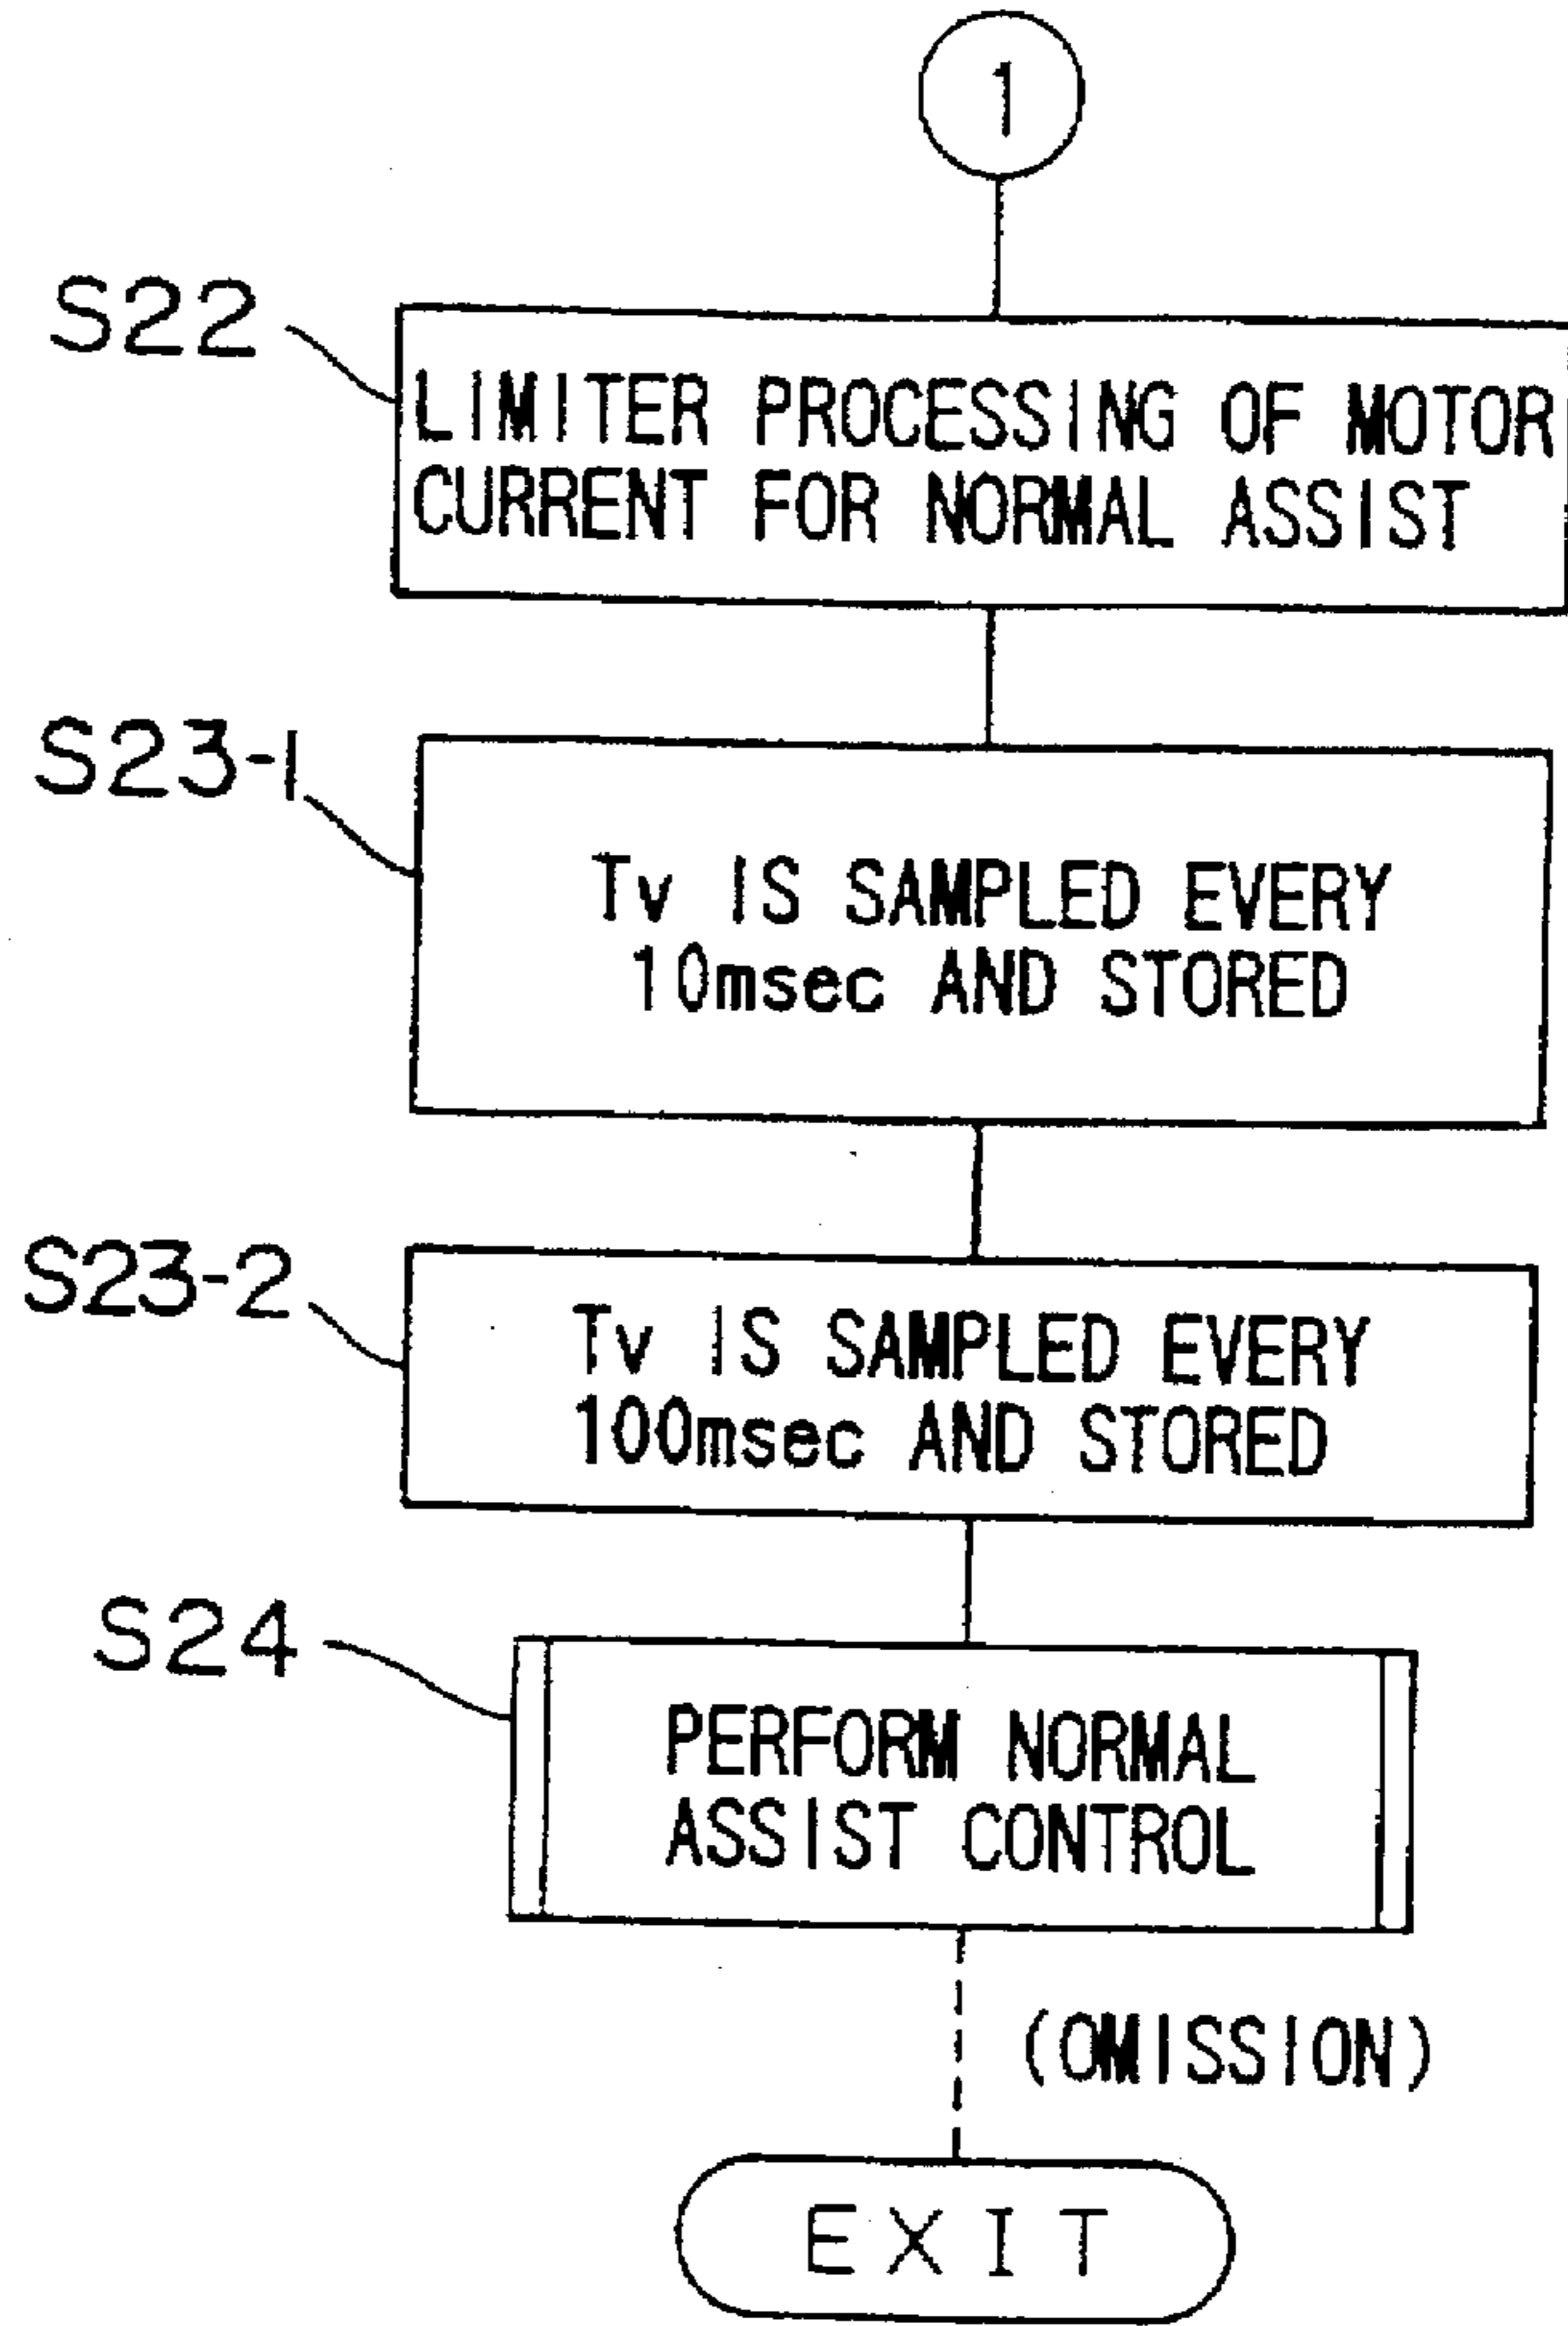 1
S22
LIMITER PROCESSING OF MOTOR
CURRENT FOR NORMAL ASSIST
S23-1
Tv IS SAMPLED EVERY
10msec AND STORED
S23-2
Tv IS SAMPLED EVERY
100msec AND STORED
S24
PERFORM NORMAL
ASSIST CONTROL
(OMISSION)
EXIT